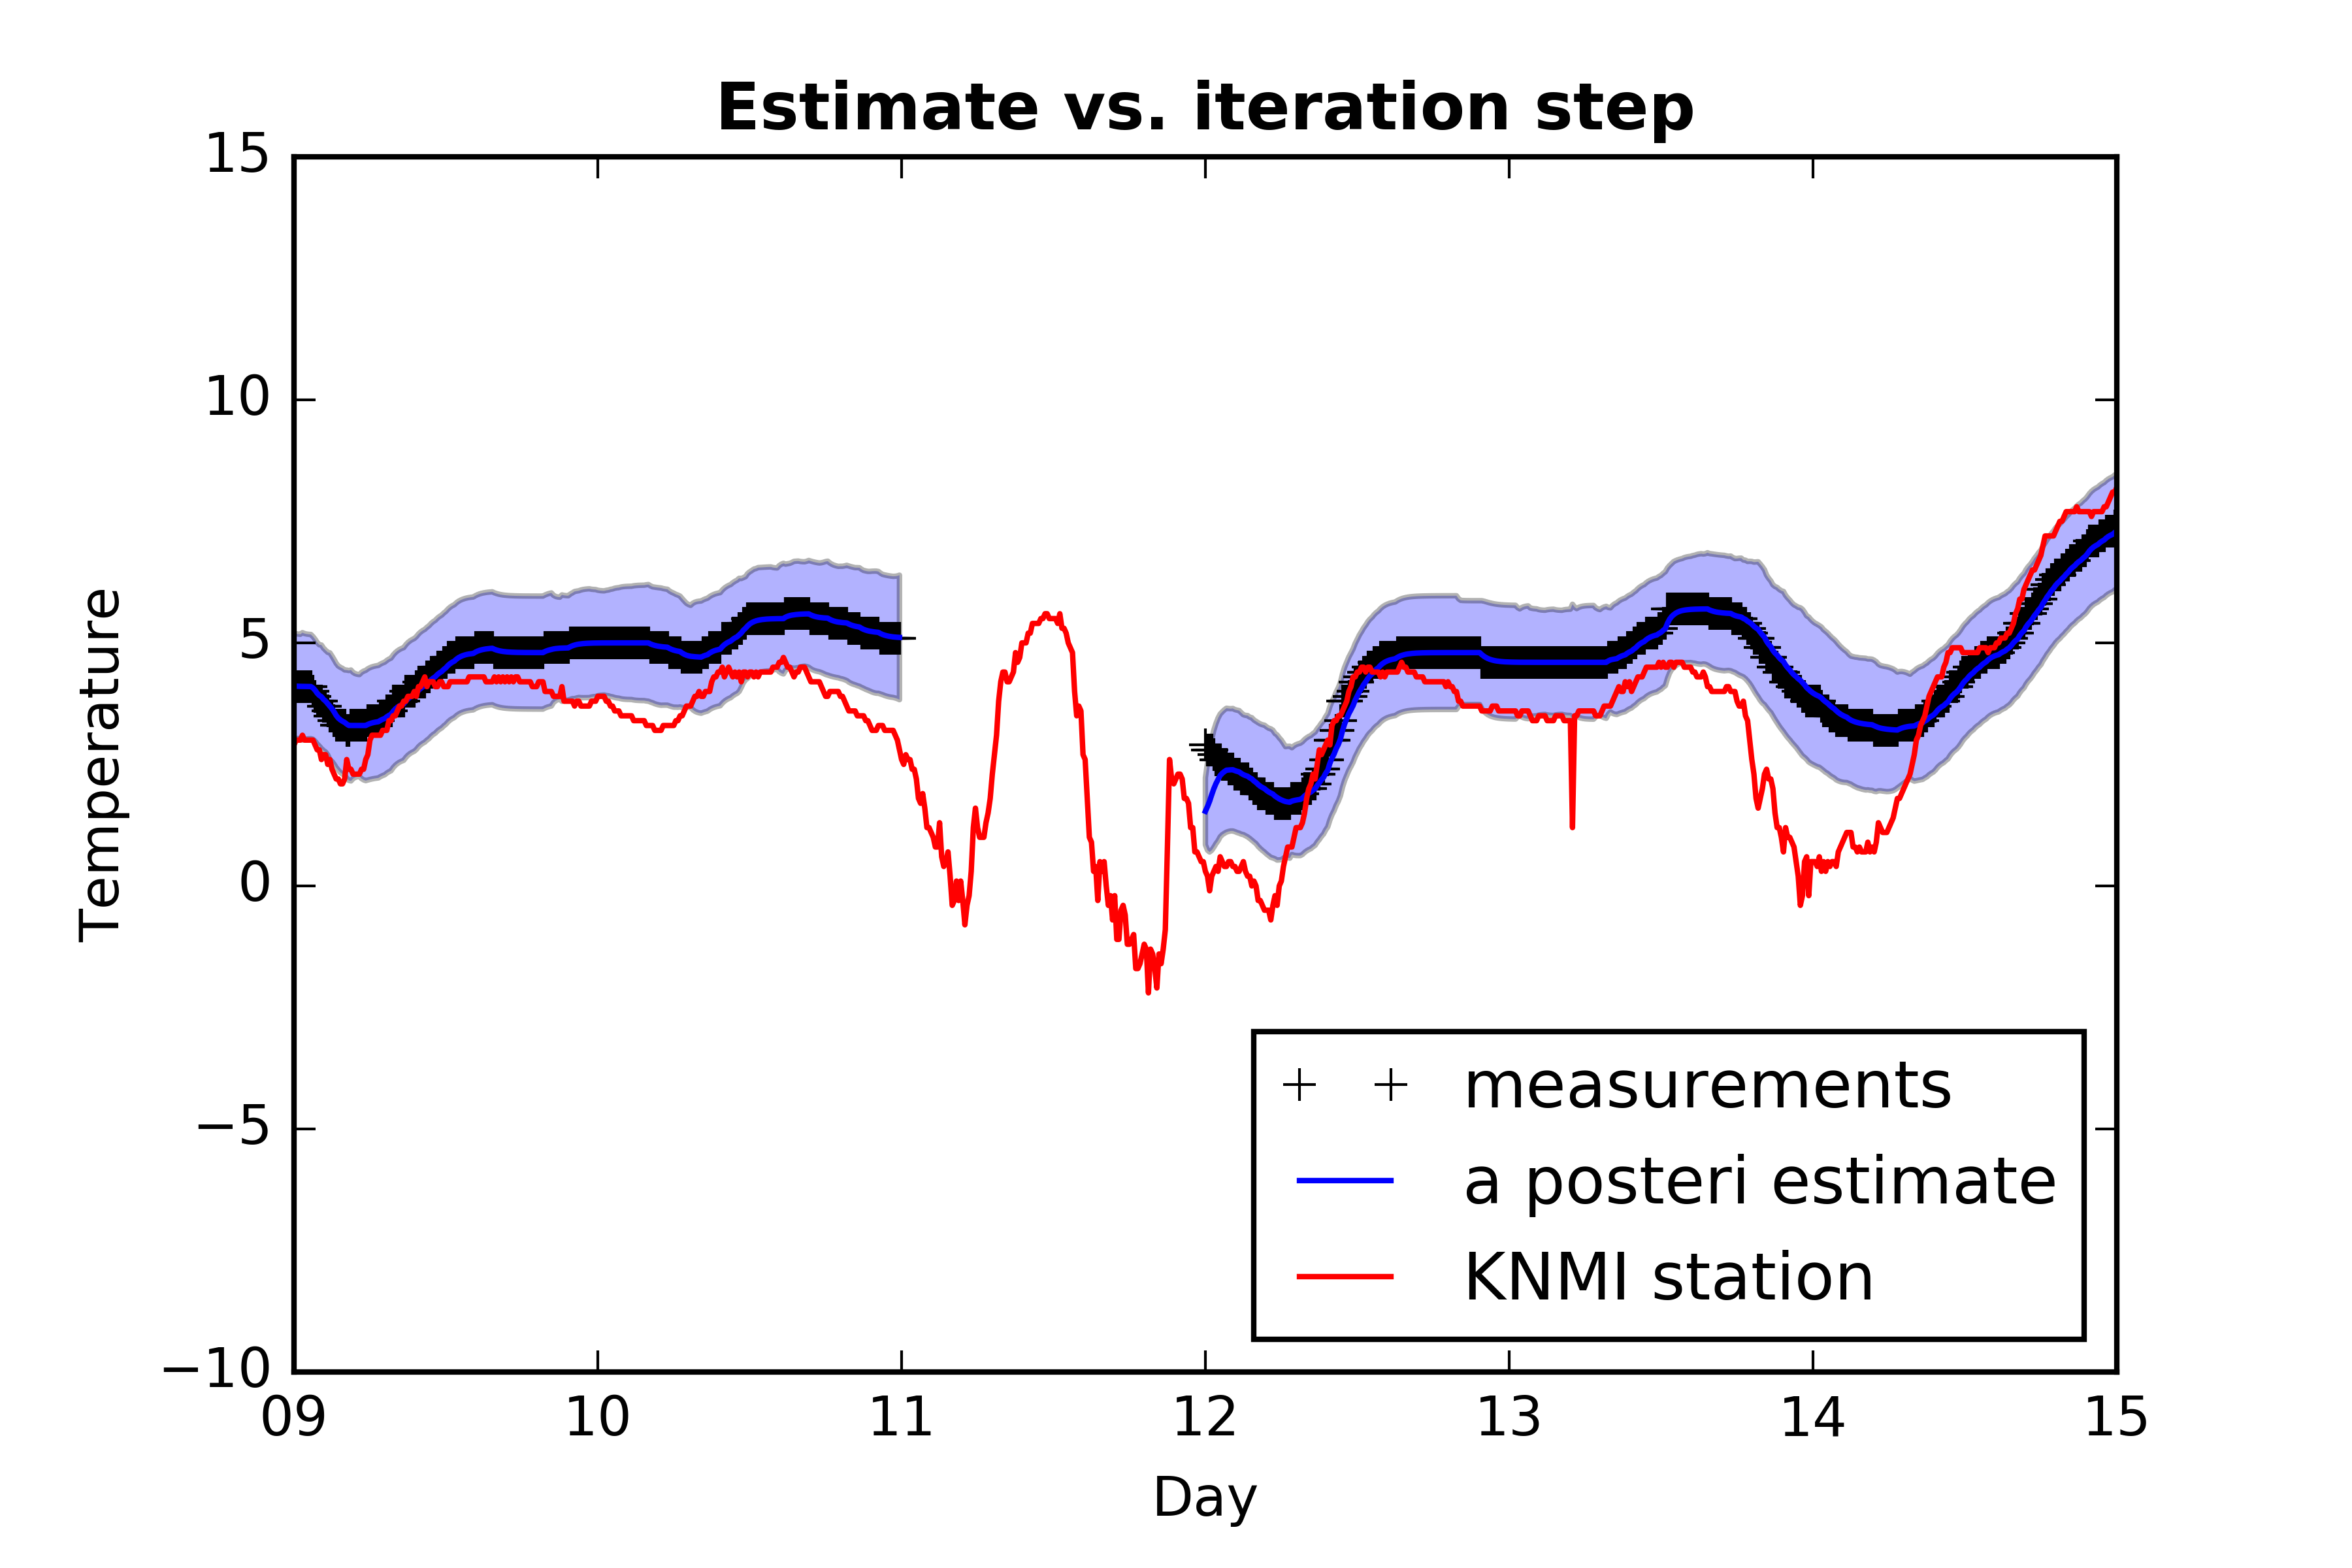 Estimate vs. iteration step
15
10
5
0
−5
−10
Temperature
measurements
a posteri estimate
KNMI station
09 10 11 12 13 14 15
Day